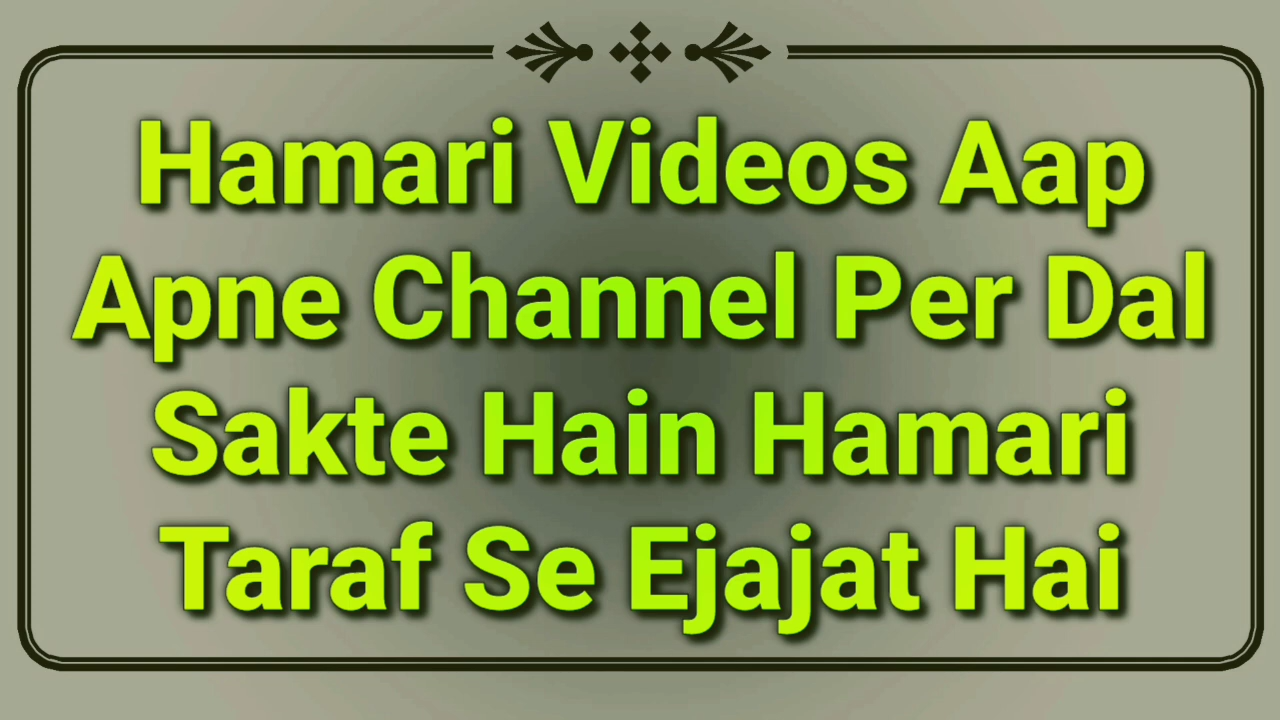 Hamari Videos Aap
Apne Channel Per Dal
Sakte Hain Hamari
Taraf Se Ejajat Hai